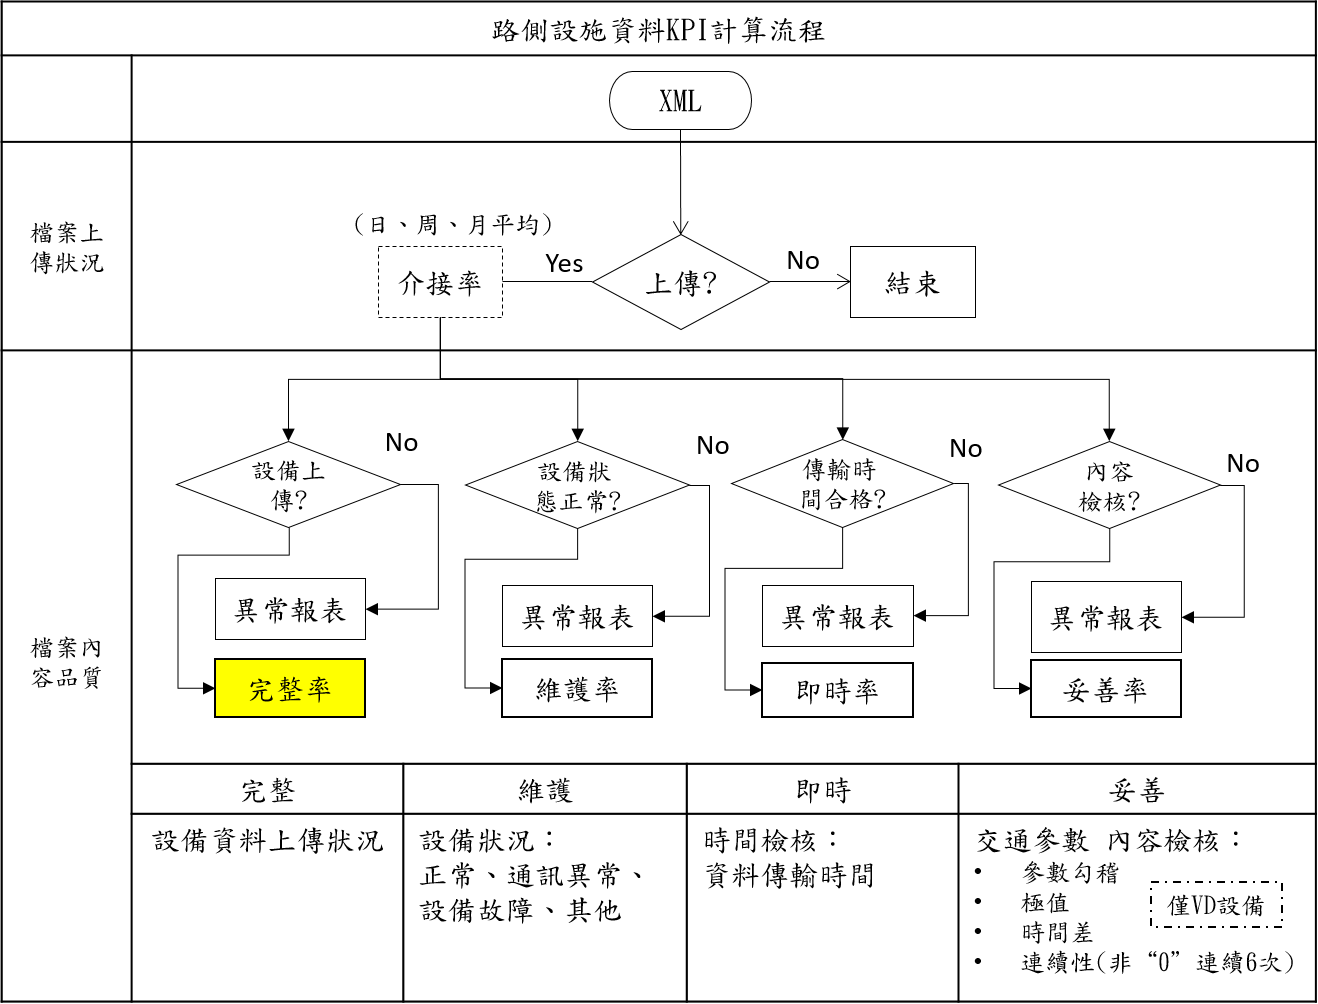 路側設施資料KPI計算流程
XML
檔案上
傳狀況
(日、周、月平均)
介接率
Yes
上傳?
No
結束
檔案內
容品質
設備上
傳?
No
設備狀
態正常?
No
傳輸時
間合格?
No
內容
檢核?
No
異常報表
異常報表
異常報表
異常報表
完整率
維護率
即時率
妥善率
完整
維護
即時
妥善
設備資料上傳狀況
設備狀況：
正常、通訊異常、
設備故障、其他
時間檢核：
資料傳輸時間
交通參數 內容檢核：
• 參數勾稽
• 極值
• 時間差
• 連續性(非“0”連續6次)
僅VD設備